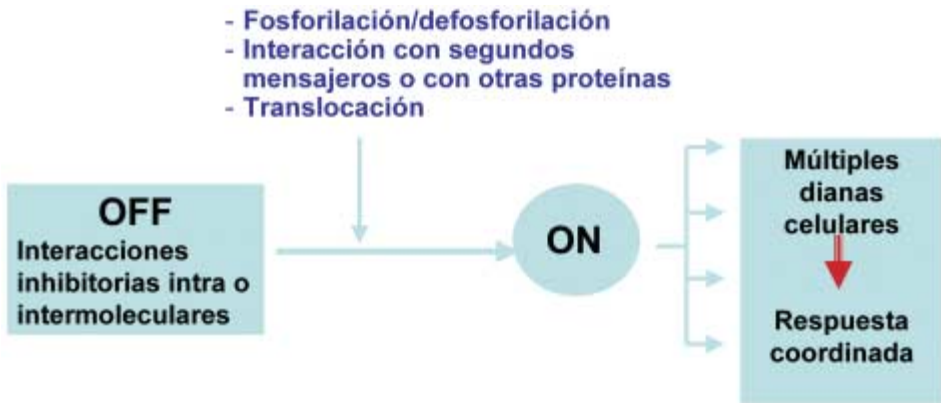 - Fosforilación/defosforilación
- Interacción con segundos
mensajeros o con otras proteínas
- Translocación
OFF
Interacciones
inhibitorias intra o
intermoleculares
ON
Múltiples
dianas
celulares
Respuesta
coordinada